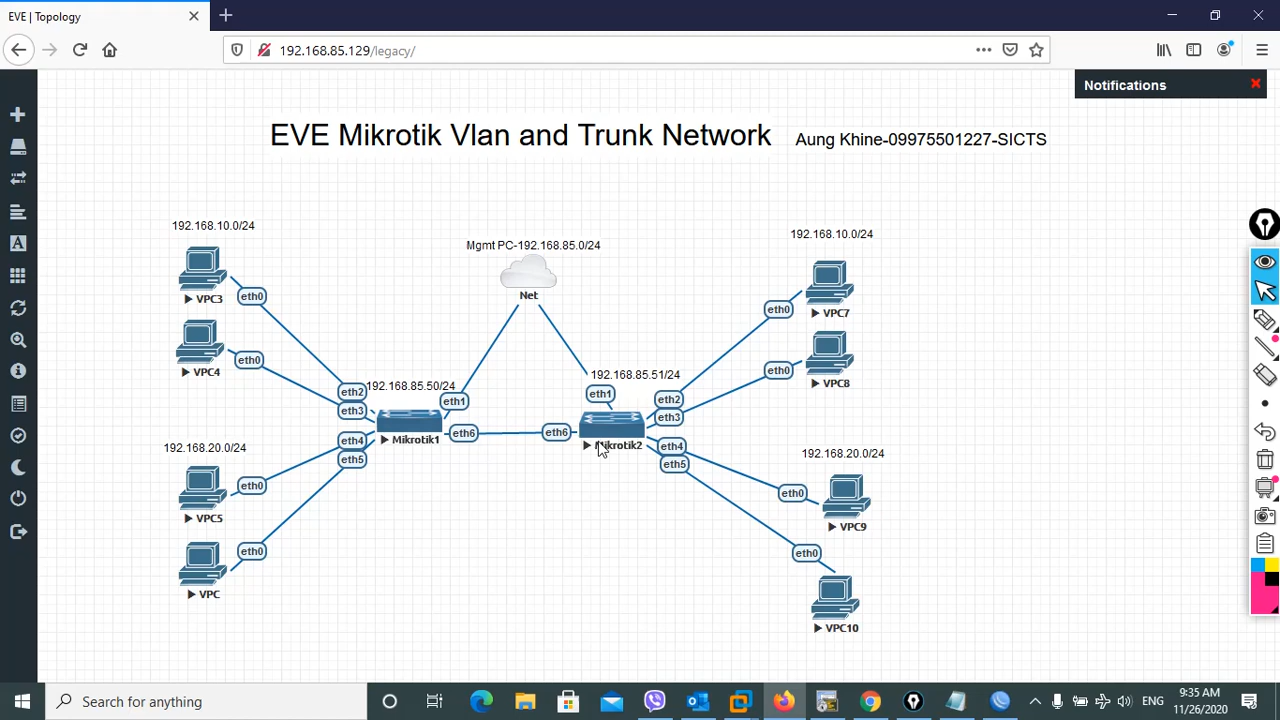 EVE | Topology
192.168.85.129/legacy/
Notifications
EVE Mikrotik Vlan and Trunk Network
Aung Khine-09975501227-SICTS
192.168.10.0/24
VPC3
eth0
VPC4
eth0
192.168.20.0/24
VPC5
eth0
VPC
eth0
Mgmt PC-192.168.85.0/24
Net
192.168.85.50/24
eth1
eth2
eth3
eth4
eth5
Mikrotik1
eth6
eth6
192.168.85.51/24
eth1
eth2
eth3
eth4
eth5
Mikrotik2
192.168.10.0/24
eth0
VPC7
eth0
VPC8
192.168.20.0/24
eth0
VPC9
eth0
VPC10
Search for anything
ENG
9:35 AM
11/26/2020